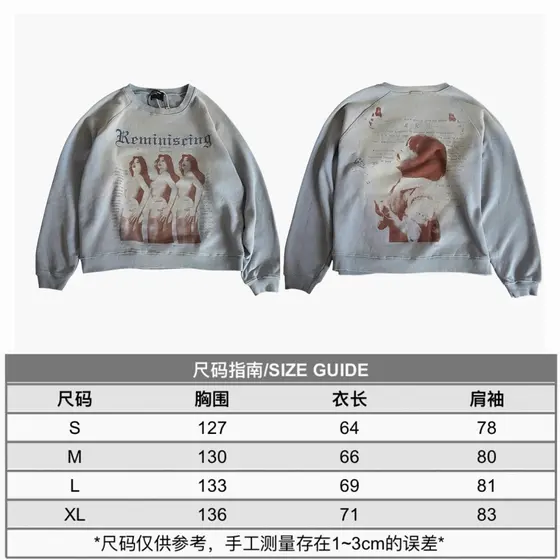 Reminiscing
尺码指南/SIZE GUIDE
尺码 胸围 衣长 肩袖
S 127 64 78
M 130 66 80
L 133 69 81
XL 136 71 83
*尺码仅供参考，手工测量存在1~3cm的误差*